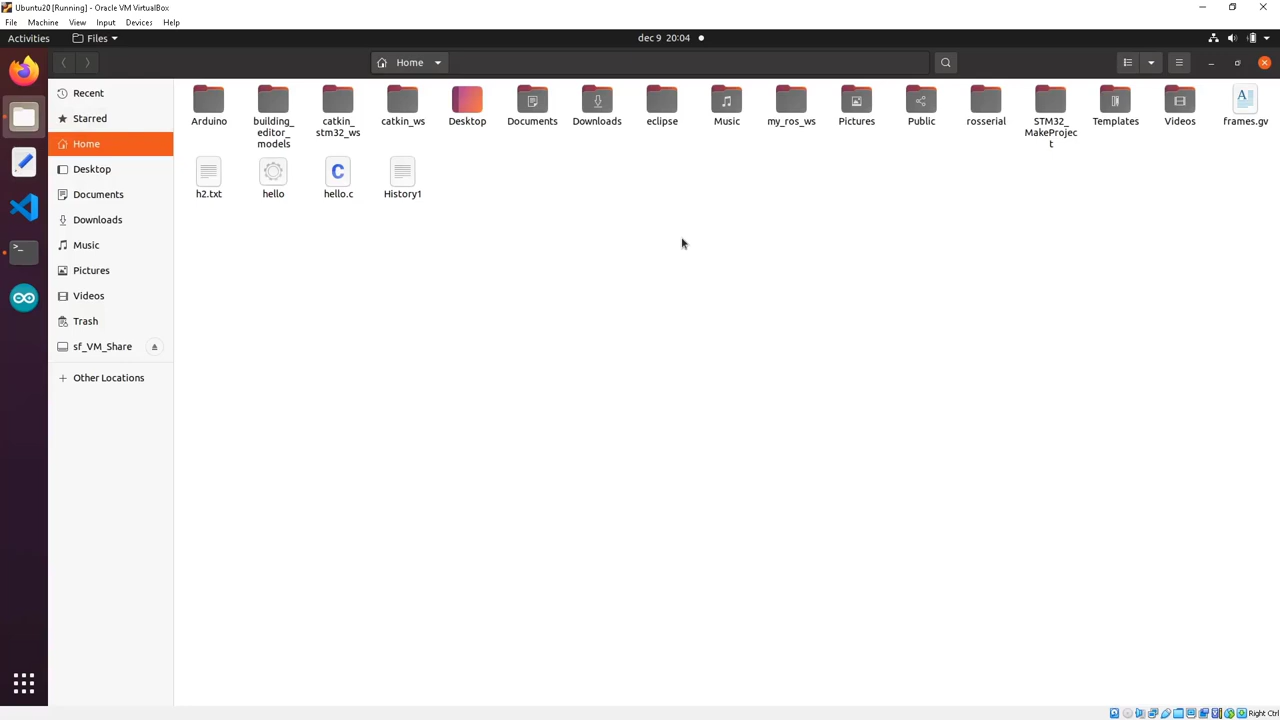 Ubuntu20 [Running] - Oracle VM VirtualBox
File Machine View Input Devices Help
Activities Files dec 9 20:04
Home
Recent
Starred
Home
Desktop
Documents
Downloads
Music
Pictures
Videos
Trash
sf_VM_Share
Other Locations
Arduino
building_
editor_
models
catkin_
stm32_ws
catkin_ws
Desktop
Documents
Downloads
eclipse
Music
my_ros_ws
Pictures
Public
rosserial
STM32_
MakeProjec
t
Templates
Videos
frames.gv
h2.txt
hello
hello.c
History1
Right Ctrl